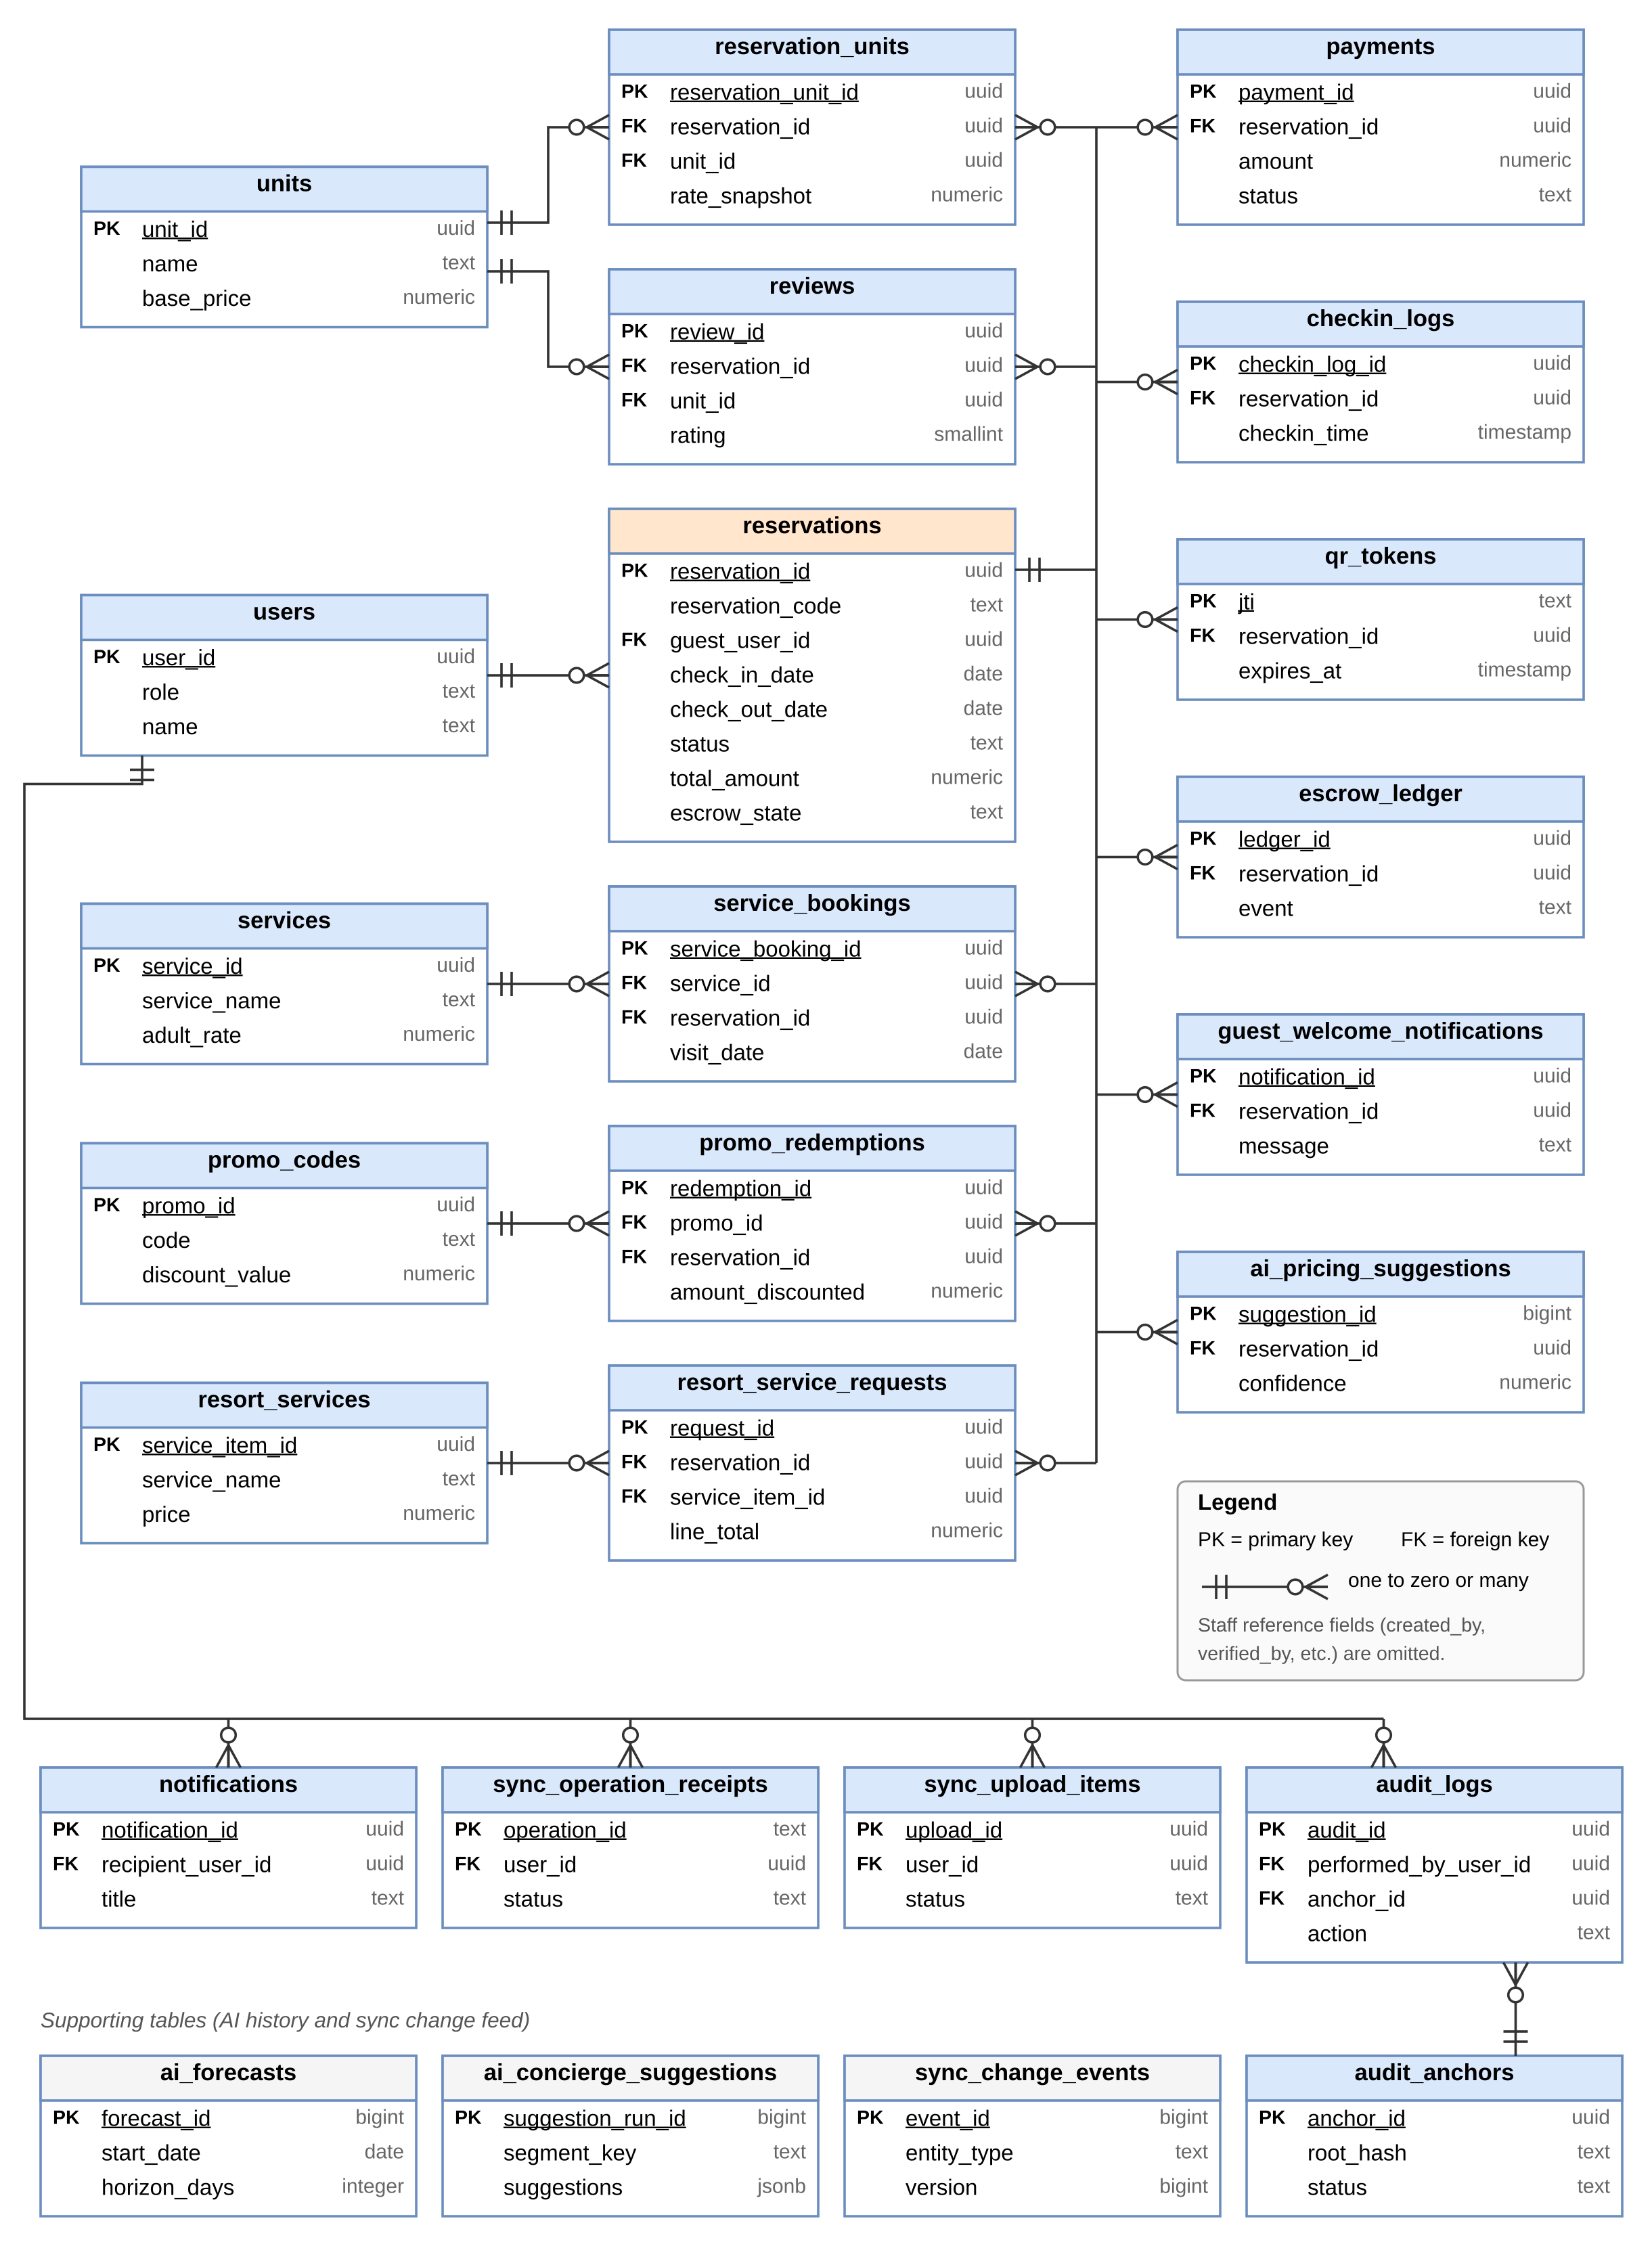 reservation_units
PK reservation_unit_id uuid
FK reservation_id uuid
FK unit_id uuid
rate_snapshot numeric
payments
PK payment_id uuid
FK reservation_id uuid
amount numeric
status text
units
PK unit_id uuid
name text
base_price numeric
reviews
PK review_id uuid
FK reservation_id uuid
FK unit_id uuid
rating smallint
checkin_logs
PK checkin_log_id uuid
FK reservation_id uuid
checkin_time timestamp
reservations
PK reservation_id uuid
reservation_code text
FK guest_user_id uuid
check_in_date date
check_out_date date
status text
total_amount numeric
escrow_state text
qr_tokens
PK jti text
FK reservation_id uuid
expires_at timestamp
users
PK user_id uuid
role text
name text
escrow_ledger
PK ledger_id uuid
FK reservation_id uuid
event text
services
PK service_id uuid
service_name text
adult_rate numeric
service_bookings
PK service_booking_id uuid
FK service_id uuid
FK reservation_id uuid
visit_date date
guest_welcome_notifications
PK notification_id uuid
FK reservation_id uuid
message text
promo_codes
PK promo_id uuid
code text
discount_value numeric
promo_redemptions
PK redemption_id uuid
FK promo_id uuid
FK reservation_id uuid
amount_discounted numeric
ai_pricing_suggestions
PK suggestion_id bigint
FK reservation_id uuid
confidence numeric
resort_services
PK service_item_id uuid
service_name text
price numeric
resort_service_requests
PK request_id uuid
FK reservation_id uuid
FK service_item_id uuid
line_total numeric
Legend
PK = primary key FK = foreign key
one to zero or many
Staff reference fields (created_by,
verified_by, etc.) are omitted.
notifications
PK notification_id uuid
FK recipient_user_id uuid
title text
sync_operation_receipts
PK operation_id text
FK user_id uuid
status text
sync_upload_items
PK upload_id uuid
FK user_id uuid
status text
audit_logs
PK audit_id uuid
FK performed_by_user_id uuid
FK anchor_id uuid
action text
Supporting tables (AI history and sync change feed)
ai_forecasts
PK forecast_id bigint
start_date date
horizon_days integer
ai_concierge_suggestions
PK suggestion_run_id bigint
segment_key text
suggestions jsonb
sync_change_events
PK event_id bigint
entity_type text
version bigint
audit_anchors
PK anchor_id uuid
root_hash text
status text